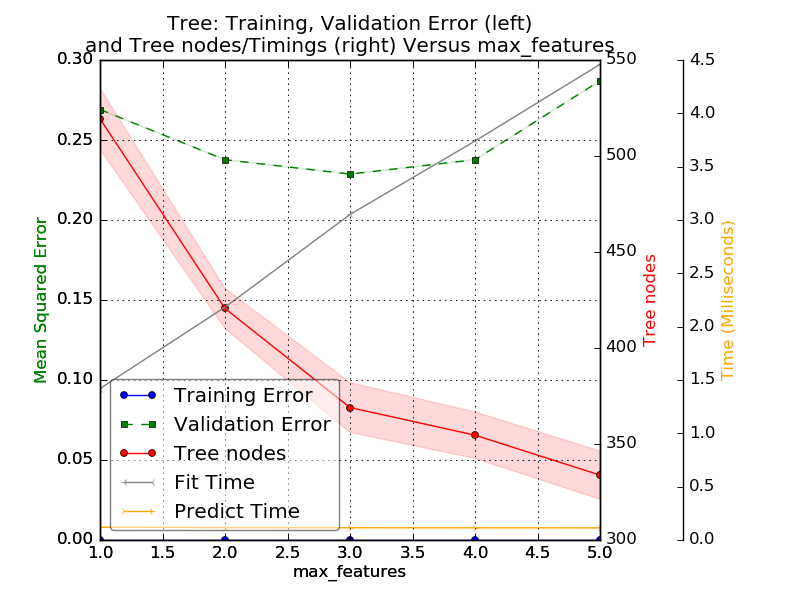 Tree: Training, Validation Error (left)
and Tree nodes/Timings (right) Versus max_features
0.30
0.25
0.20
0.15
0.10
0.05
0.00
Mean Squared Error
1.0 1.5 2.0 2.5 3.0 3.5 4.0 4.5 5.0
max_features
Training Error
Validation Error
Tree nodes
Fit Time
Predict Time
550
500
450
400
350
300
Tree nodes
4.5
4.0
3.5
3.0
2.5
2.0
1.5
1.0
0.5
0.0
Time (Milliseconds)